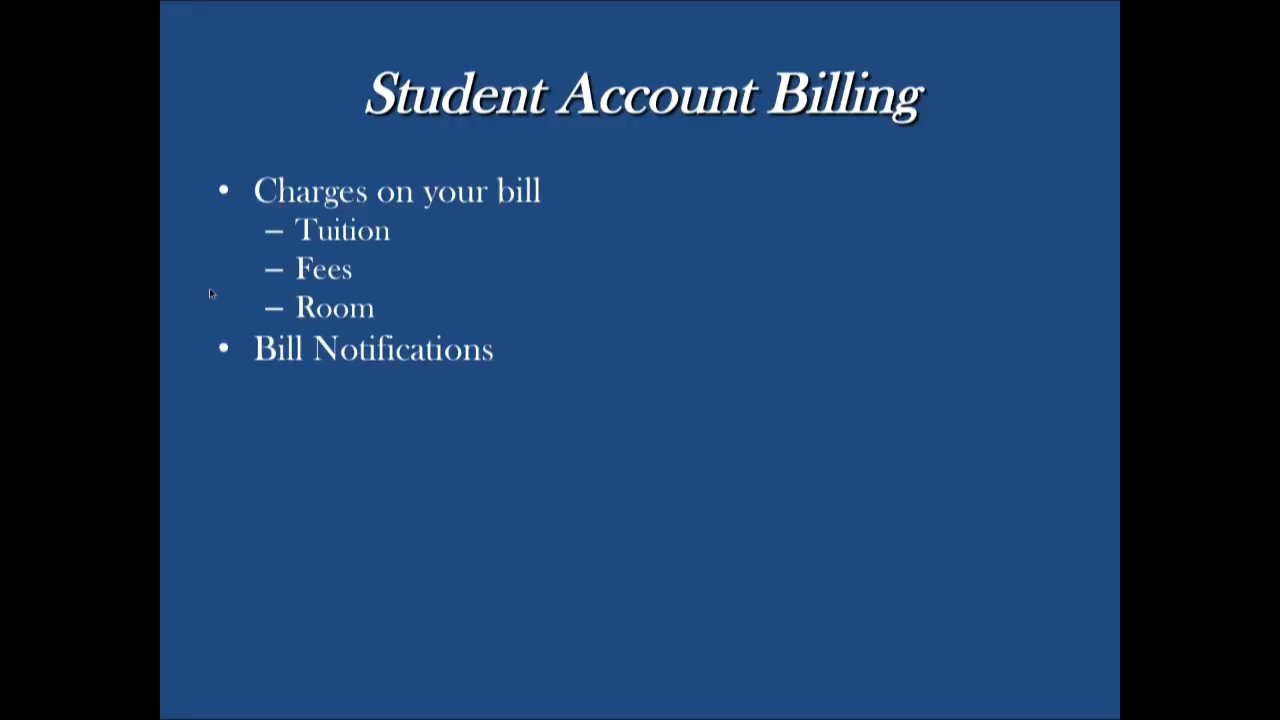 Student Account Billing
• Charges on your bill
– Tuition
– Fees
– Room
• Bill Notifications